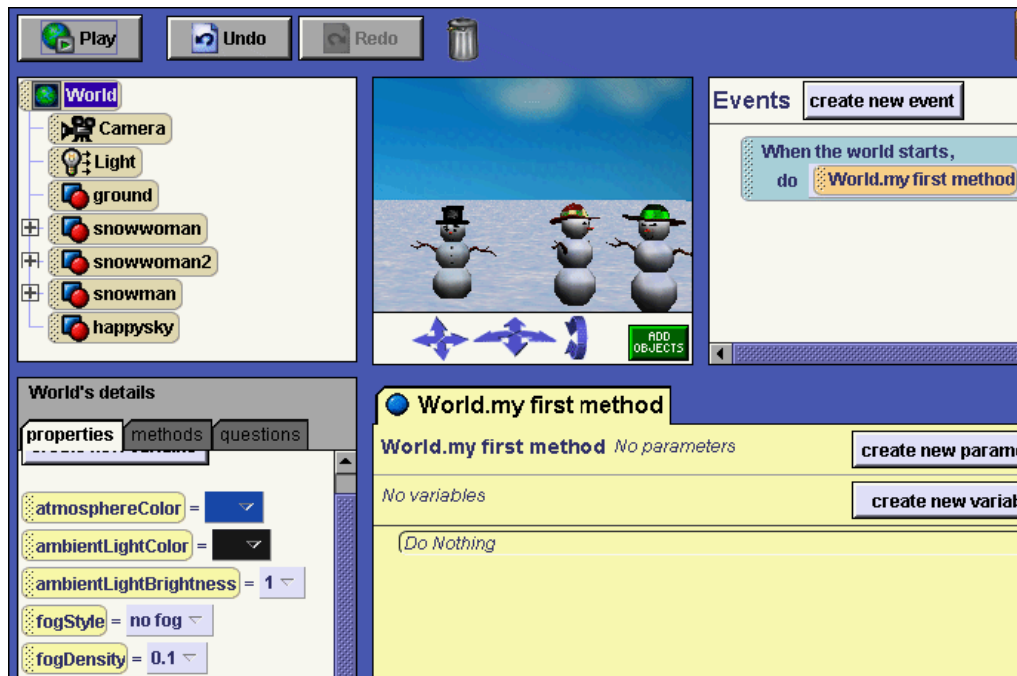 Play
Undo
Redo
World
Camera
Light
ground
snowwoman
snowwoman2
snowman
happysky
ADD
OBJECTS
Events
create new event
When the world starts,
do World.my first method
World's details
properties
methods
questions
atmosphereColor =
ambientLightColor =
ambientLightBrightness = 1
fogStyle = no fog
fogDensity = 0.1
World.my first method
World.my first method No parameters
create new parame
No variables
create new variab
(Do Nothing